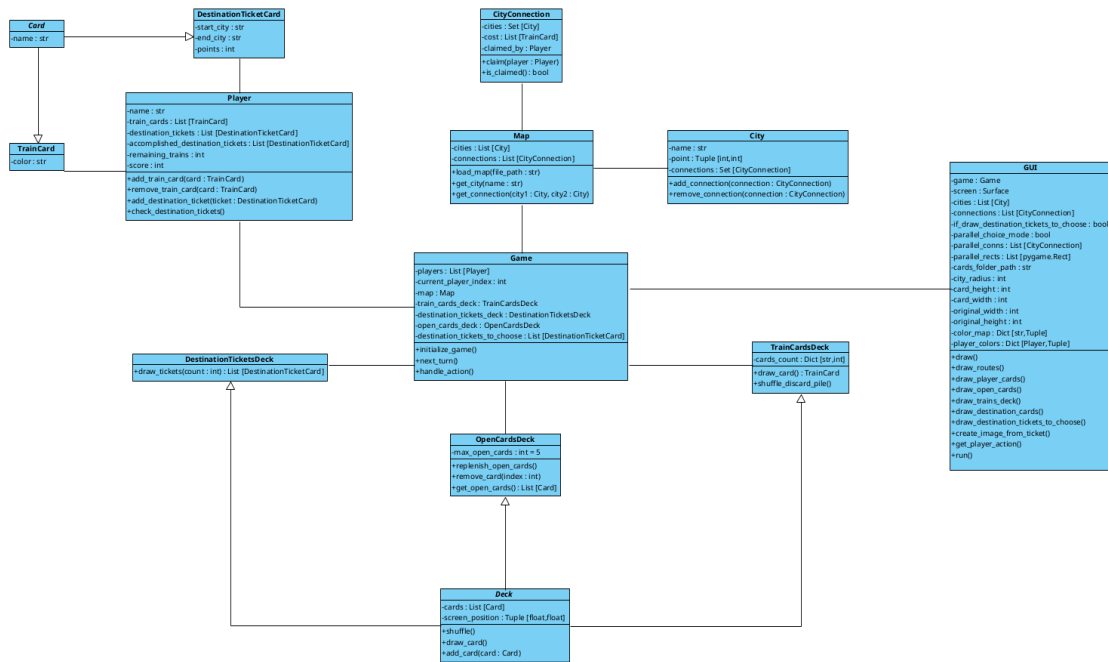 Card
-name : str
DestinationTicketCard
-start_city : str
-end_city : str
-points : int
CityConnection
-cities : Set [City]
-cost : List [TrainCard]
-claimed_by : Player
+claim(player : Player)
+is_claimed() : bool
Player
-name : str
-train_cards : List [TrainCard]
-destination_tickets : List [DestinationTicketCard]
-accomplished_destination_tickets : List [DestinationTicketCard]
-remaining_trains : int
-score : int
+add_train_card(card : TrainCard)
+remove_train_card(card : TrainCard)
+add_destination_ticket(ticket : DestinationTicketCard)
+check_destination_tickets()
TrainCard
-color : str
Map
-cities : List [City]
-connections : List [CityConnection]
+load_map(file_path : str)
+get_city(name : str)
+get_connection(city1 : City, city2 : City)
City
-name : str
-point : Tuple [int,int]
-connections : Set [CityConnection]
+add_connection(connection : CityConnection)
+remove_connection(connection : CityConnection)
GUI
-game : Game
-screen : Surface
-cities : List [City]
-connections : List [CityConnection]
-if_draw_destination_tickets_to_choose : bool
-parallel_choice_mode : bool
-parallel_conns : List [CityConnection]
-parallel_rects : List [pygame.Rect]
-cards_folder_path : str
-city_radius : int
-card_height : int
-card_width : int
-original_width : int
-original_height : int
-color_map : Dict [str,Tuple]
-player_colors : Dict [Player,Tuple]
+draw()
+draw_routes()
+draw_player_cards()
+draw_open_cards()
+draw_trains_deck()
+draw_destination_cards()
+draw_destination_tickets_to_choose()
+create_image_from_ticket()
+get_player_action()
+run()
Game
-players : List [Player]
-current_player_index : int
-map : Map
-train_cards_deck : TrainCardsDeck
-destination_tickets_deck : DestinationTicketsDeck
-open_cards_deck : OpenCardsDeck
-destination_tickets_to_choose : List [DestinationTicketCard]
+initialize_game()
+next_turn()
+handle_action()
DestinationTicketsDeck
+draw_tickets(count : int) : List [DestinationTicketCard]
TrainCardsDeck
-cards_count : Dict [str,int]
+draw_card() : TrainCard
+shuffle_discard_pile()
OpenCardsDeck
-max_open_cards : int = 5
+replenish_open_cards()
+remove_card(index : int)
+get_open_cards() : List [Card]
Deck
-cards : List [Card]
-screen_position : Tuple [float,float]
+shuffle()
+draw_card()
+add_card(card : Card)